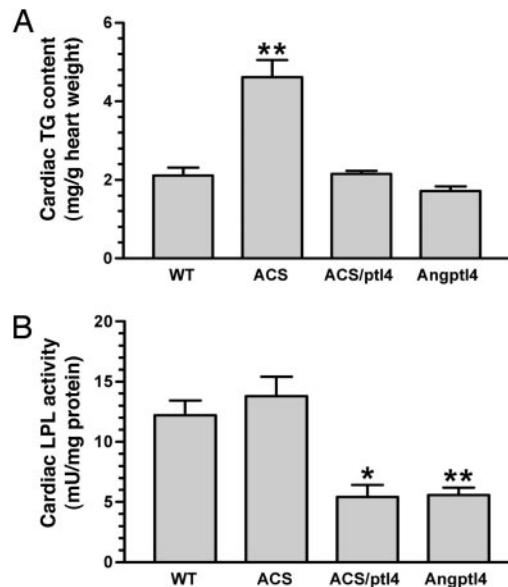 A
Cardiac TG content
(mg/g heart weight)
6
4
2
0
**
WT ACS ACS/ptl4 Angptl4
B
Cardiac LPL activity
(mU/mg protein)
20
15
10
5
0
* **
WT ACS ACS/ptl4 Angptl4